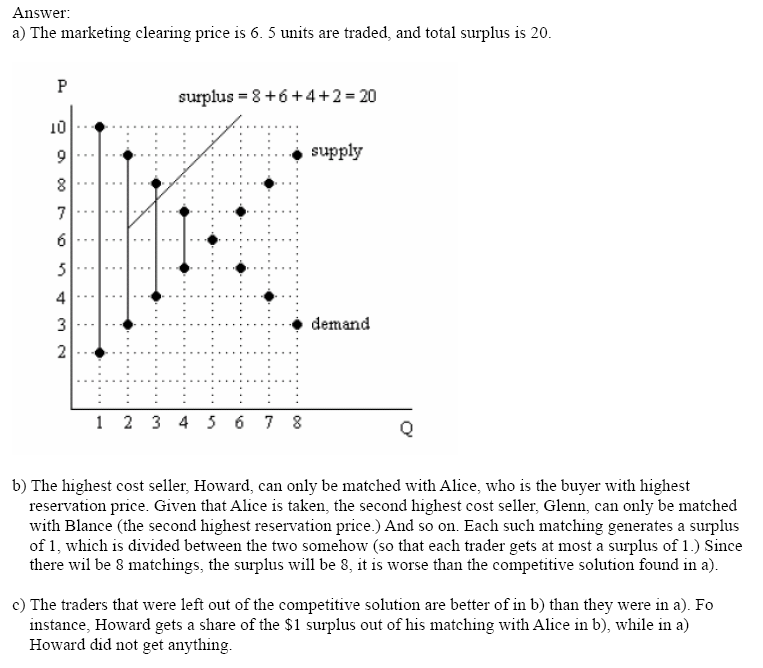 Answer:
a) The marketing clearing price is 6. 5 units are traded, and total surplus is 20.
P
surplus = 8 + 6 + 4 + 2 = 20
10
9
supply
8
7
6
5
4
3
demand
2
1 2 3 4 5 6 7 8
Q
b) The highest cost seller, Howard, can only be matched with Alice, who is the buyer with highest
reservation price. Given that Alice is taken, the second highest cost seller, Glenn, can only be matched
with Blance (the second highest reservation price.) And so on. Each such matching generates a surplus
of 1, which is divided between the two somehow (so that each trader gets at most a surplus of 1.) Since
there wil be 8 matchings, the surplus will be 8, it is worse than the competitive solution found in a).
c) The traders that were left out of the competitive solution are better of in b) than they were in a). Fo
instance, Howard gets a share of the $1 surplus out of his matching with Alice in b), while in a)
Howard did not get anything.